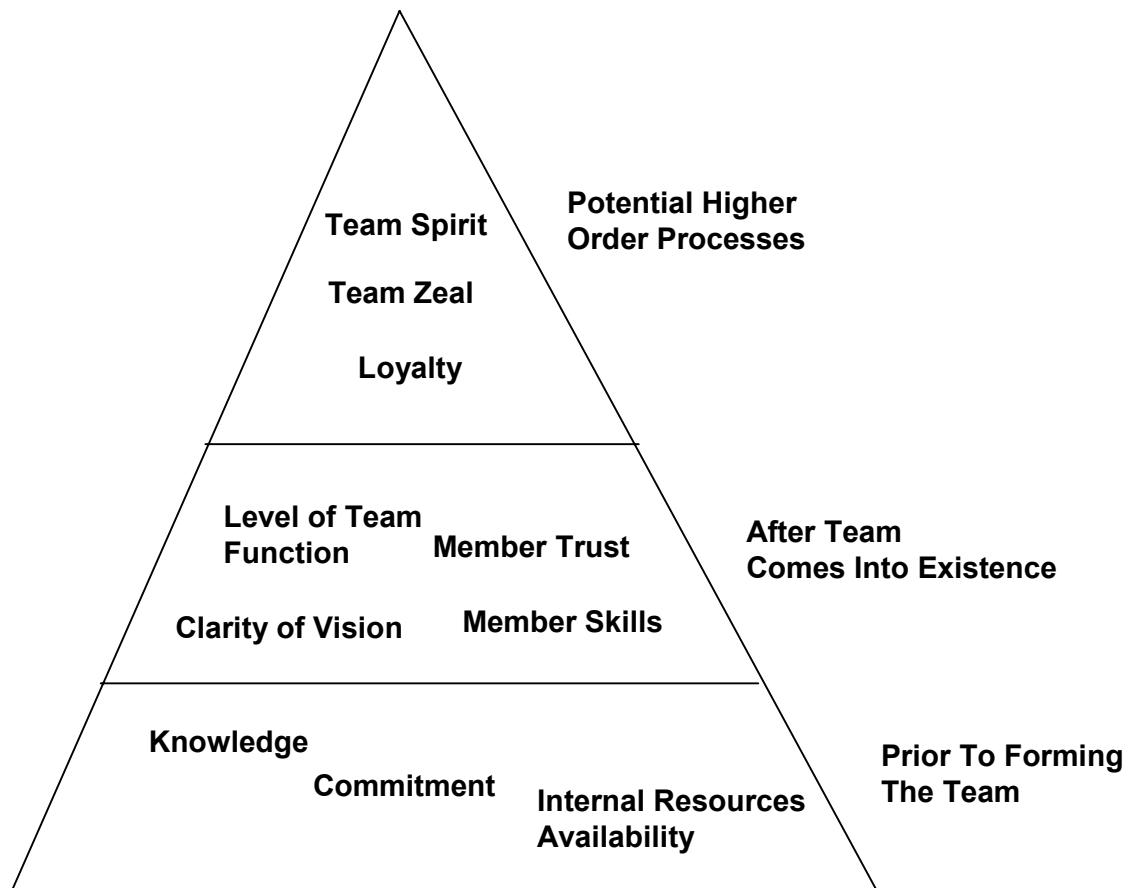 Team Spirit
Potential Higher
Order Processes
Team Zeal
Loyalty
Level of Team
Function
Member Trust
After Team
Comes Into Existence
Clarity of Vision
Member Skills
Knowledge
Commitment
Internal Resources
Availability
Prior To Forming
The Team